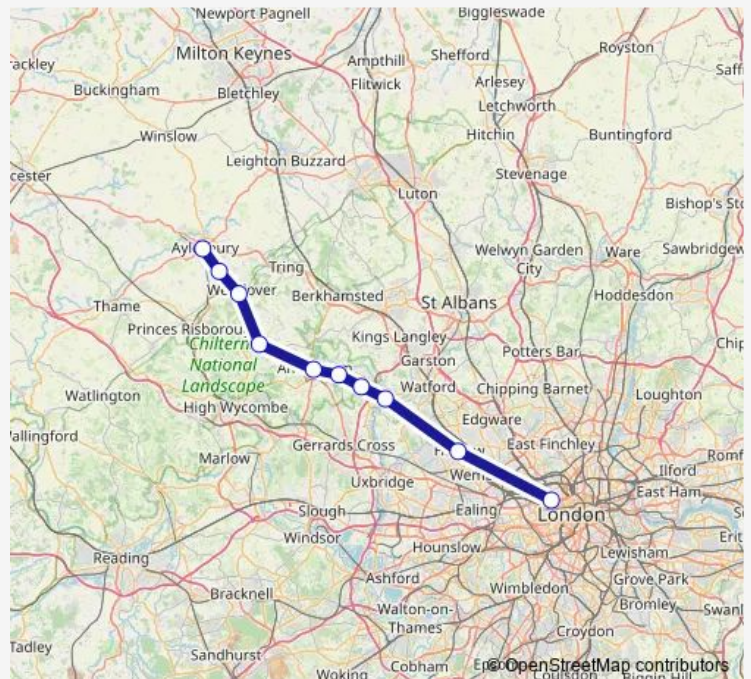 Newport Pagnell
Biggleswade
Milton Keynes
Royston
Shefford
Ampthill
Flitwick
Arlesey
Buckingham
Bletchley
Letchworth
Winslow
Hitchin
Buntingford
Leighton Buzzard
Stevenage
Luton
Tring
Welwyn Garden
City
Ware
Berkhamsted
St Albans
Hoddesdon
Thame
Kings Langley
Chiltern
National
Landscape
Garston
Potters Bar
Watlington
Watford
Chipping Barnet
Loughton
High Wycombe
Edgware
East Finchley
Gerrards Cross
Marlow
Ilford
Uxbridge
East Ham
Slough
Ealing
London
Windsor
Hounslow
Lewisham
Reading
Ashford
Wimbledon
Grove Park
Bracknell
Bromley
Walton-on-
Thames
Croydon
Sandhurst
Cobham
Woking
© OpenStreetMap contributors